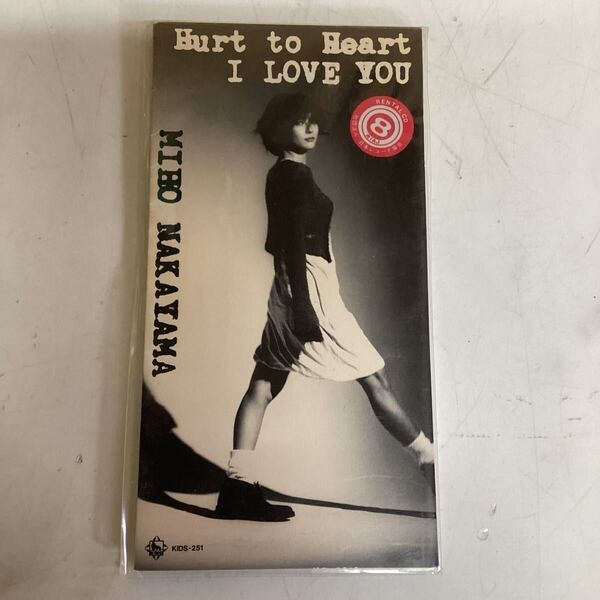 Hurt to Heart
I LOVE YOU
MIHO NAKAYAMA
RENTAL CD
8
KIDS-251